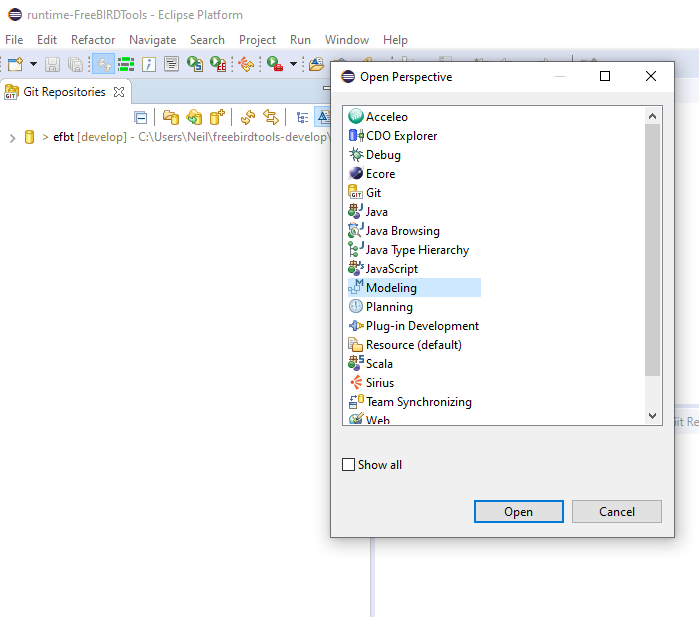 runtime-FreeBIRDTools - Eclipse Platform
File Edit Refactor Navigate Search Project Run Window Help
Git Repositories
> efbt [develop] - C:\Users\Neil\freebirdtools-develop\
Open Perspective
Acceleo
CDO Explorer
Debug
Ecore
Git
Java
Java Browsing
Java Type Hierarchy
JavaScript
Modeling
Planning
Plug-in Development
Resource (default)
Scala
Sirius
Team Synchronizing
Web
Show all
Open Cancel